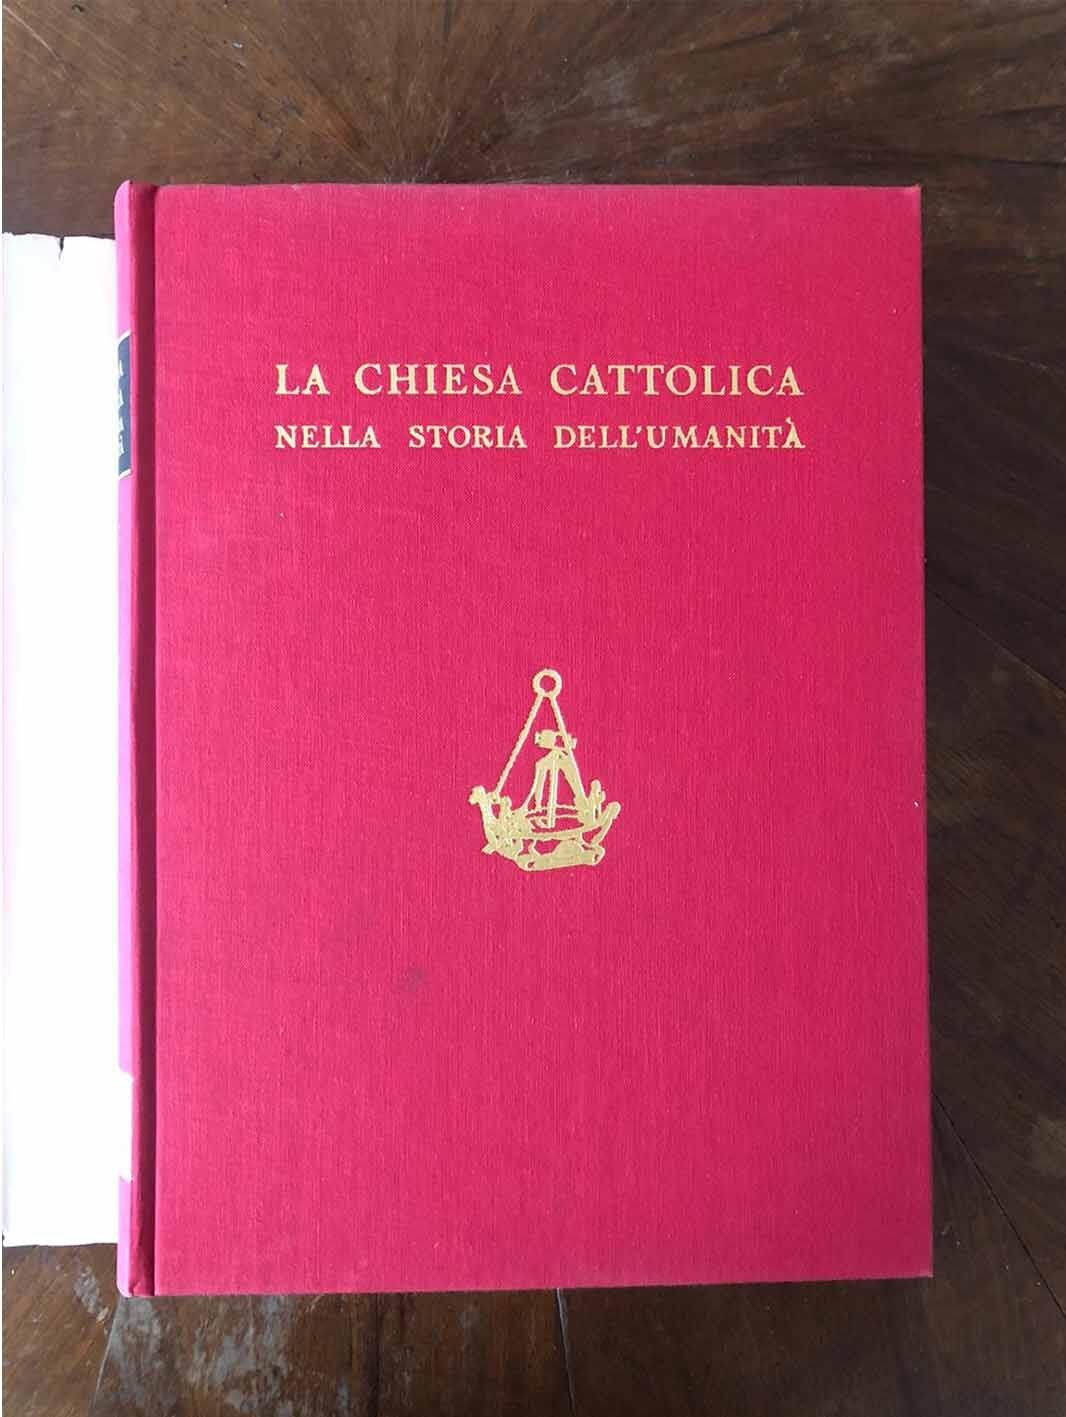 LA CHIESA CATTOLICA
NELLA STORIA DELL'UMANITÀ